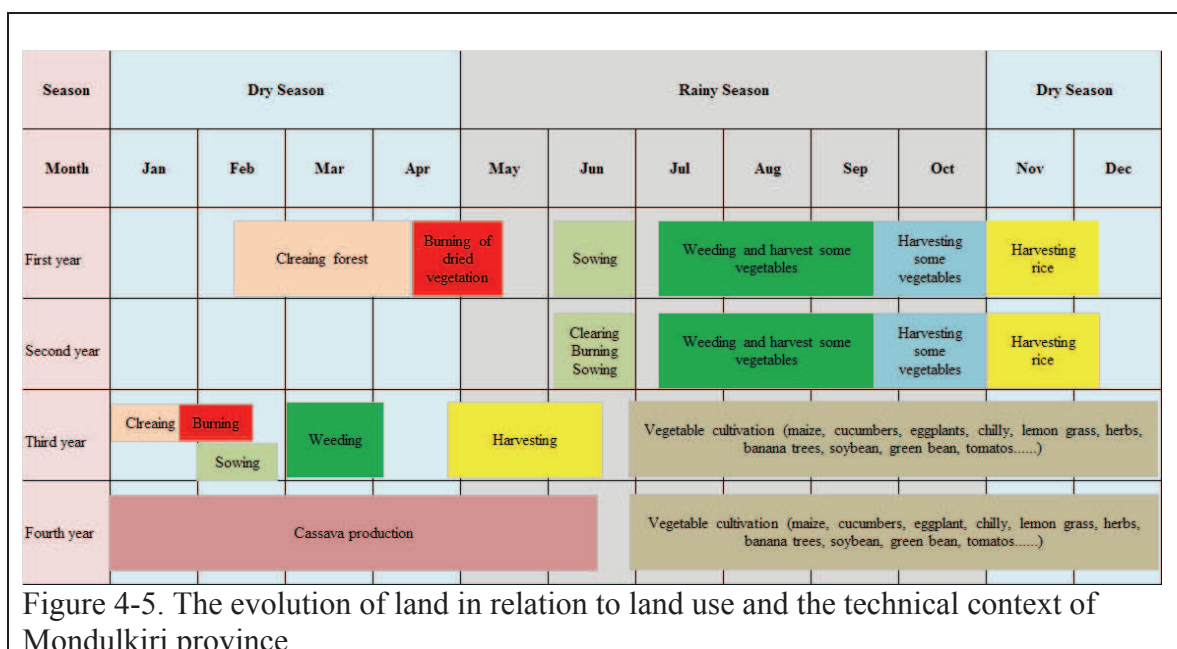 Season Dry Season Rainy Season Dry Season
Month Jan Feb Mar Apr May Jun Jul Aug Sep Oct Nov Dec
First year
Clreaing forest
Burning of
dried
vegetation
Sowing
Weeding and harvest some
vegetables
Harvesting
some
vegetables
Harvesting
rice
Second year
Clearing
Burning
Sowing
Weeding and harvest some
vegetables
Harvesting
some
vegetables
Harvesting
rice
Third year
Clreaing
Burning
Sowing
Weeding
Harvesting
Vegetable cultivation (maize, cucumbers, eggplants, chilly, lemon grass, herbs,
banana trees, soybean, green bean, tomatos......)
Fourth year
Cassava production
Vegetable cultivation (maize, cucumbers, eggplant, chilly, lemon grass, herbs,
banana trees, soybean, green bean, tomatos......)
Figure 4-5. The evolution of land in relation to land use and the technical context of
Mondulkiri province